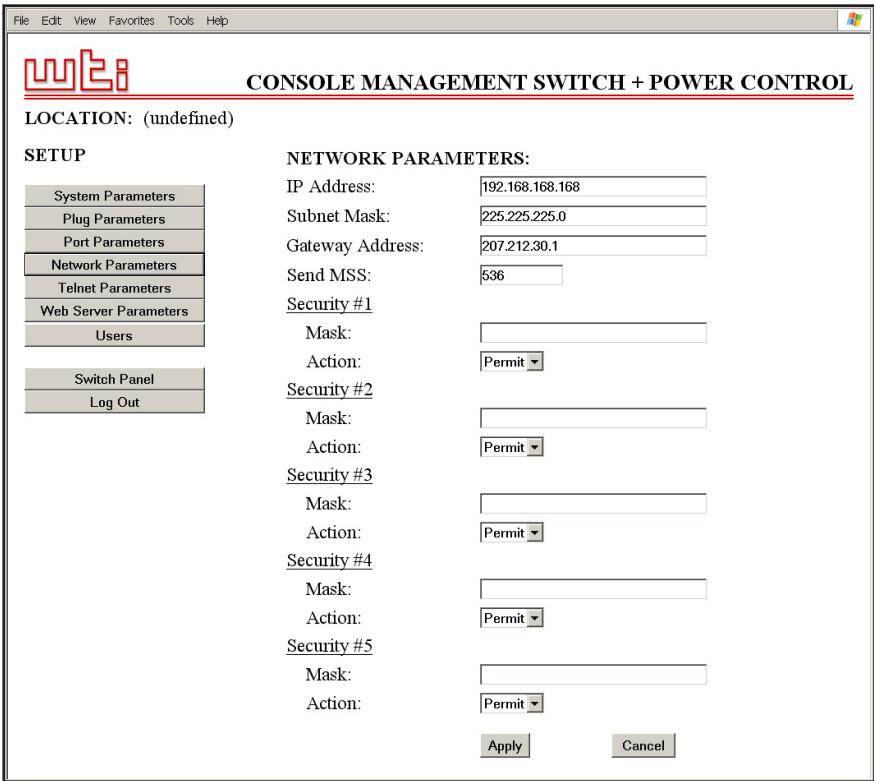 File Edit View Favorites Tools Help
wti
CONSOLE MANAGEMENT SWITCH + POWER CONTROL
LOCATION: (undefined)
SETUP
System Parameters
Plug Parameters
Port Parameters
Network Parameters
Telnet Parameters
Web Server Parameters
Users
Switch Panel
Log Out
NETWORK PARAMETERS:
IP Address: 192.168.168.168
Subnet Mask: 225.225.225.0
Gateway Address: 207.212.30.1
Send MSS: 536
Security #1
Mask:
Action: Permit
Security #2
Mask:
Action: Permit
Security #3
Mask:
Action: Permit
Security #4
Mask:
Action: Permit
Security #5
Mask:
Action: Permit
Apply Cancel